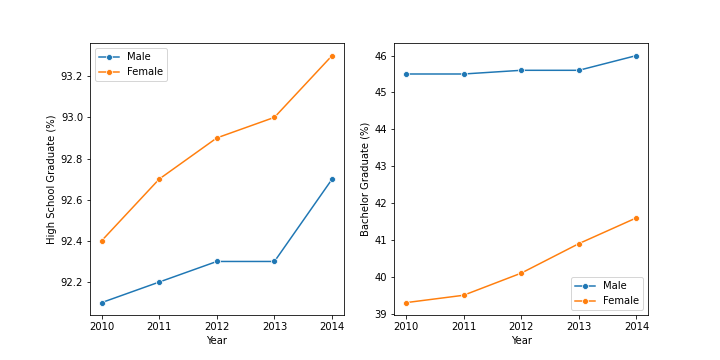 Male
Female
93.2
93.0
92.8
92.6
92.4
92.2
High School Graduate (%)
2010 2011 2012 2013 2014
Year
46
45
44
43
42
41
40
39
Bachelor Graduate (%)
Male
Female
2010 2011 2012 2013 2014
Year